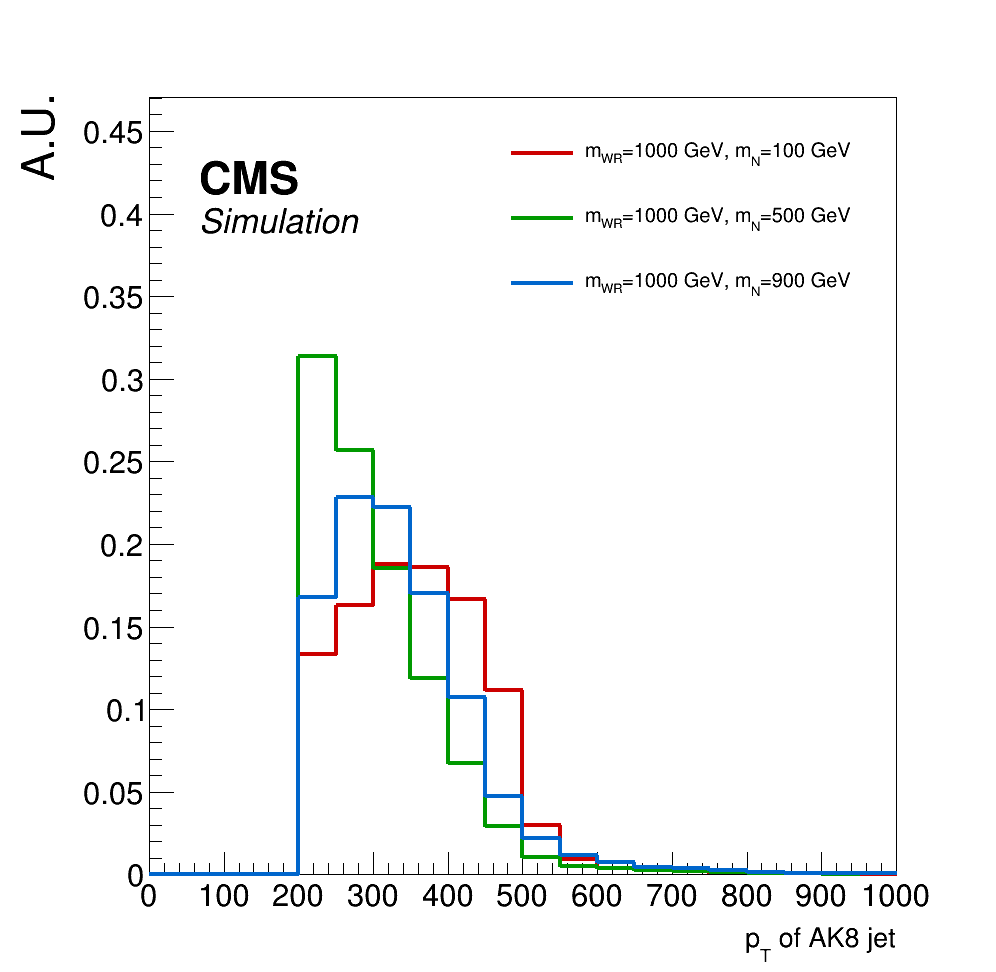 A.U.
0.45
0.4
0.35
0.3
0.25
0.2
0.15
0.1
0.05
0
CMS
Simulation
m_WR=1000 GeV, m_N=100 GeV
m_WR=1000 GeV, m_N=500 GeV
m_WR=1000 GeV, m_N=900 GeV
0 100 200 300 400 500 600 700 800 900 1000
p_T of AK8 jet